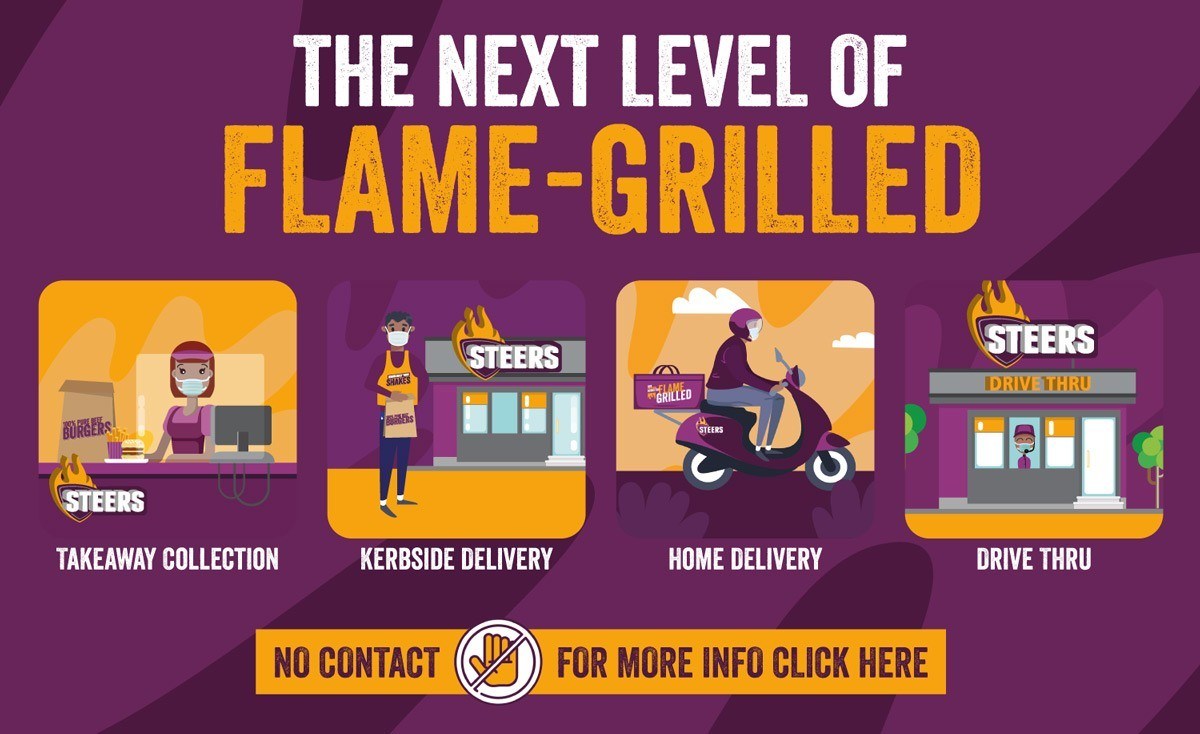 THE NEXT LEVEL OF
FLAME-GRILLED
BURGERS
STEERS
TAKEAWAY COLLECTION
SHAKES
STEERS
KERBSIDE DELIVERY
FLAME
GRILLED
STEERS
HOME DELIVERY
STEERS
DRIVE THRU
DRIVE THRU
NO CONTACT
FOR MORE INFO CLICK HERE